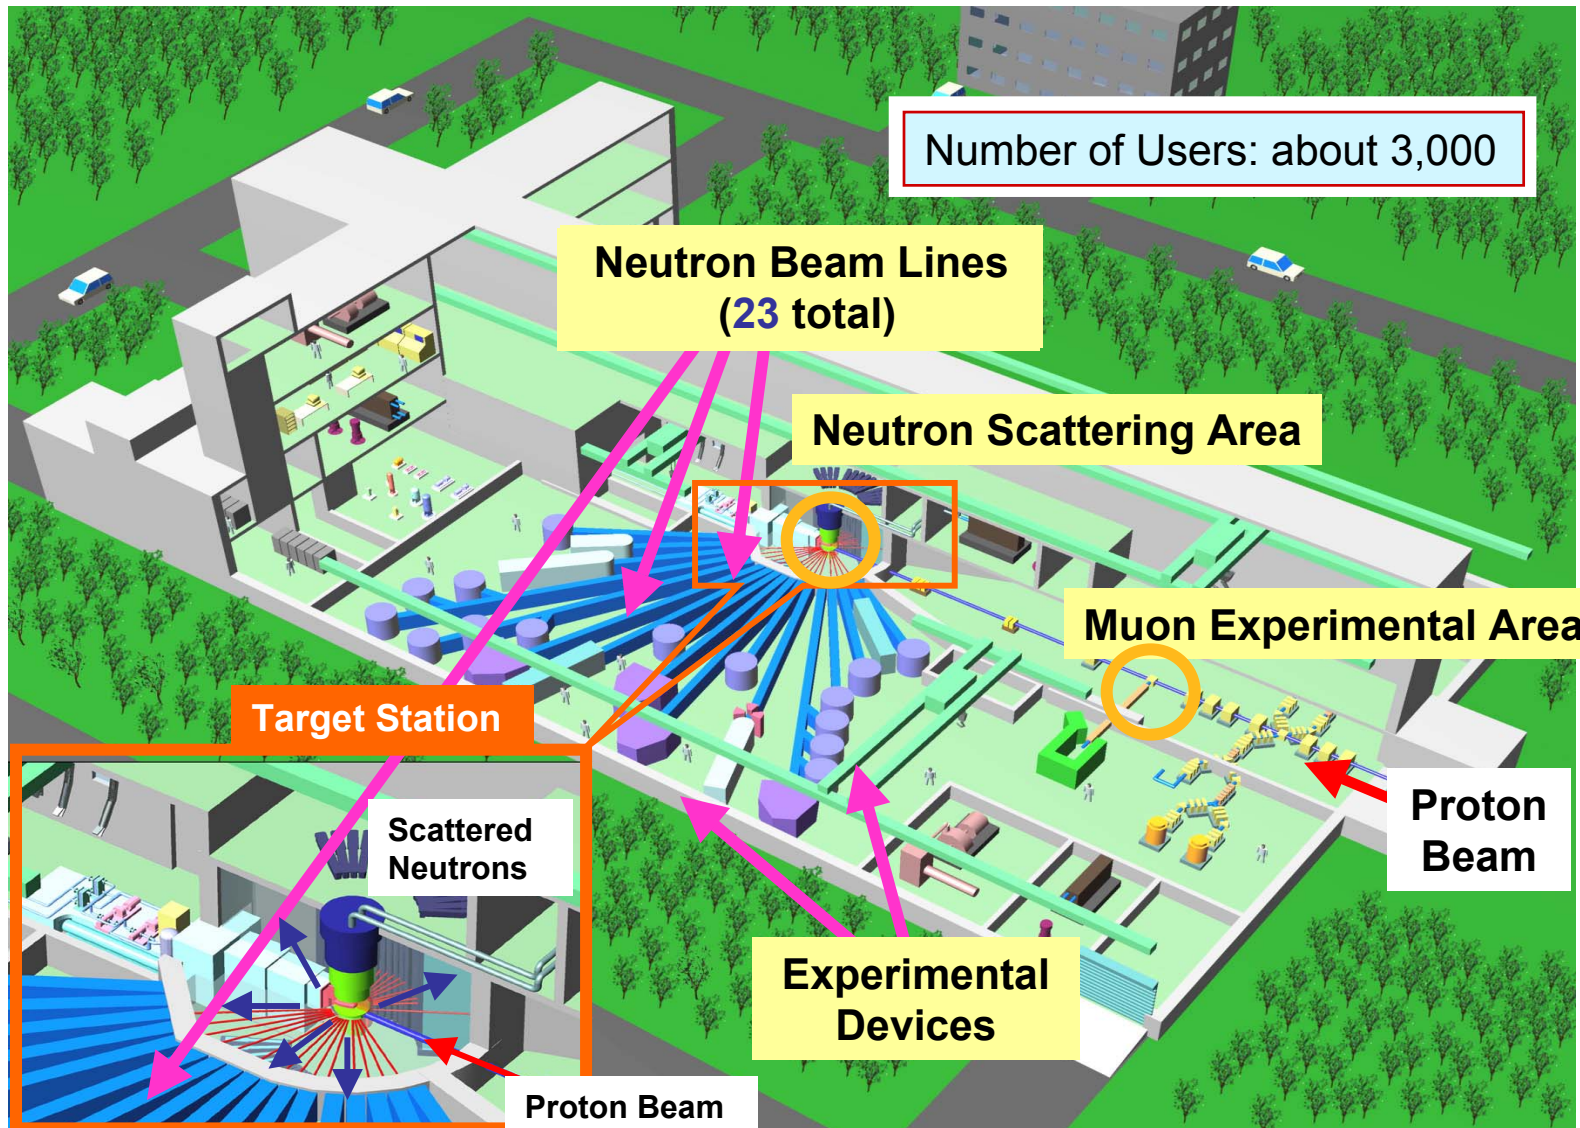 Number of Users: about 3,000
Neutron Beam Lines
(23 total)
Neutron Scattering Area
Muon Experimental Area
Target Station
Scattered
Neutrons
Proton
Beam
Experimental
Devices
Proton Beam